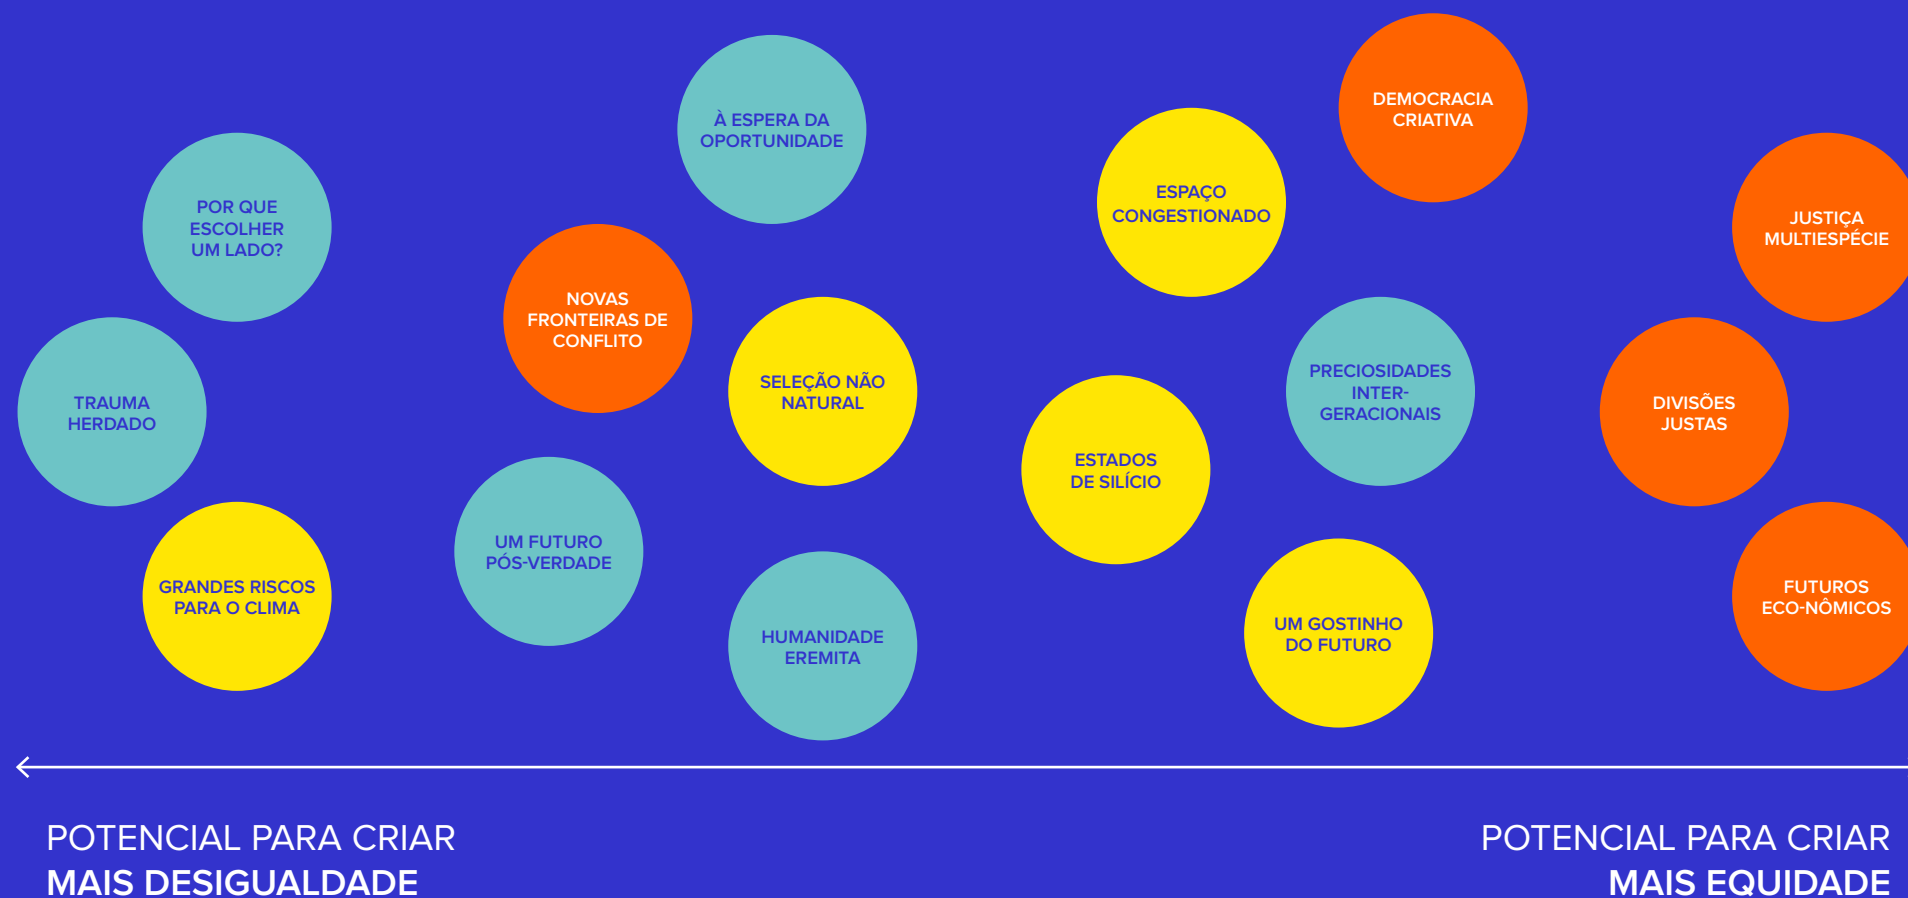 DEMOCRACIA
CRIATIVA
À ESPERA DA
OPORTUNIDADE
ESPAÇO
CONGESTIONADO
POR QUE
ESCOLHER
UM LADO?
JUSTIÇA
MULTIESPÉCIE
NOVAS
FRONTEIRAS DE
CONFLITO
SELEÇÃO NÃO
NATURAL
PRECIOSIDADES
INTER-
GERACIONAIS
TRAUMA
HERDADO
DIVISÕES
JUSTAS
ESTADOS
DE SILÍCIO
UM FUTURO
PÓS-VERDADE
GRANDES RISCOS
PARA O CLIMA
FUTUROS
ECO-NÔMICOS
HUMANIDADE
EREMITA
UM GOSTINHO
DO FUTURO
POTENCIAL PARA CRIAR
MAIS DESIGUALDADE
POTENCIAL PARA CRIAR
MAIS EQUIDADE